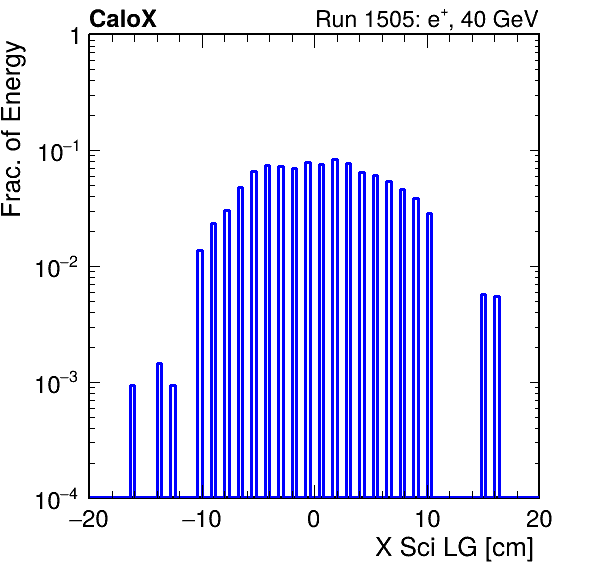 CaloX Run 1505: e⁺, 40 GeV
Frac. of Energy
1
10⁻¹
10⁻²
10⁻³
10⁻⁴
−20 −10 0 10 20
X Sci LG [cm]